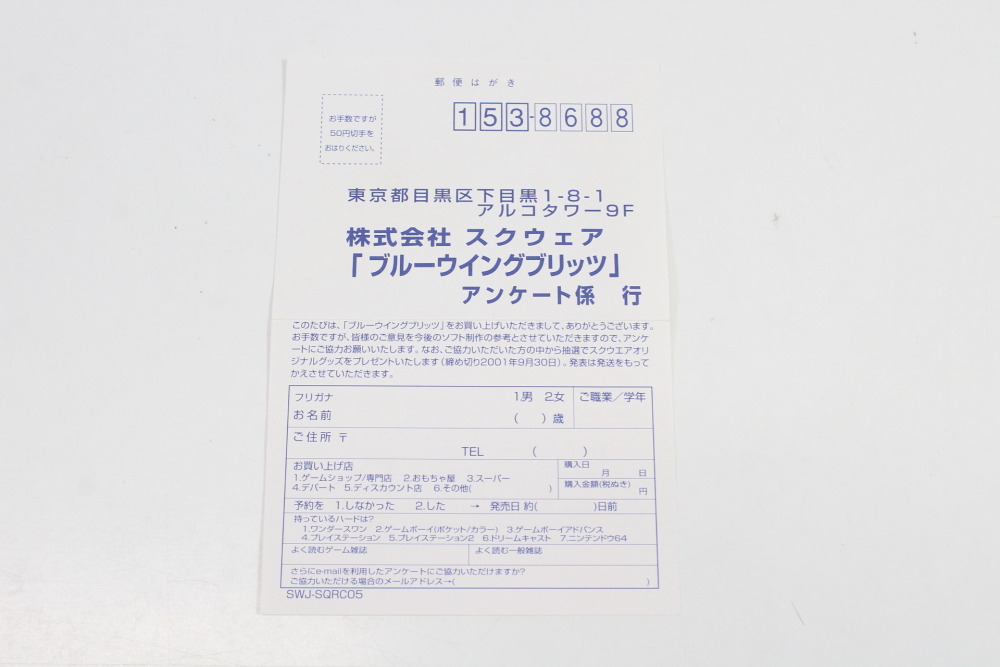 郵便はがき
お手数ですが
50円切手を
おはりください。
153-8688
東京都目黒区下目黒1-8-1
アルコタワー9F
株式会社 スクウェア
「ブルーウイングブリッツ」
アンケート係 行
このたびは、「ブルーウイングブリッツ」をお買い上げいただきまして、ありがとうございます。
お手数ですが、皆様のご意見を今後のソフト制作の参考とさせていただきますので、アンケ
ートにご協力お願いいたします。なお、ご協力いただいた方の中から抽選でスクウエアオリ
ジナルグッズをプレゼントいたします(締め切り2001年9月30日)。発表は発送をもって
かえさせていただきます。
フリガナ 1.男 2.女 ご職業/学年
お名前 ( )歳
ご住所 〒
TEL ( )
お買い上げ店 購入日
1.ゲームショップ/専門店 2.おもちゃ屋 3.スーパー 月 日
4.デパート 5.ディスカウント店 6.その他( ) 購入金額(税ぬき) 円
予約を 1.しなかった 2.した → 発売日 約( )日前
持っているハードは?
1.ワンダースワン 2.ゲームボーイ(ポケット/カラー) 3.ゲームボーイアドバンス
4.プレイステーション 5.プレイステーション2 6.ドリームキャスト 7.ニンテンドウ64
よく読むゲーム雑誌 よく読む一般雑誌
さらにe-mailを利用したアンケートにご協力いただけますか?
ご協力いただける場合のメールアドレス→( )
SWJ-SQRC05